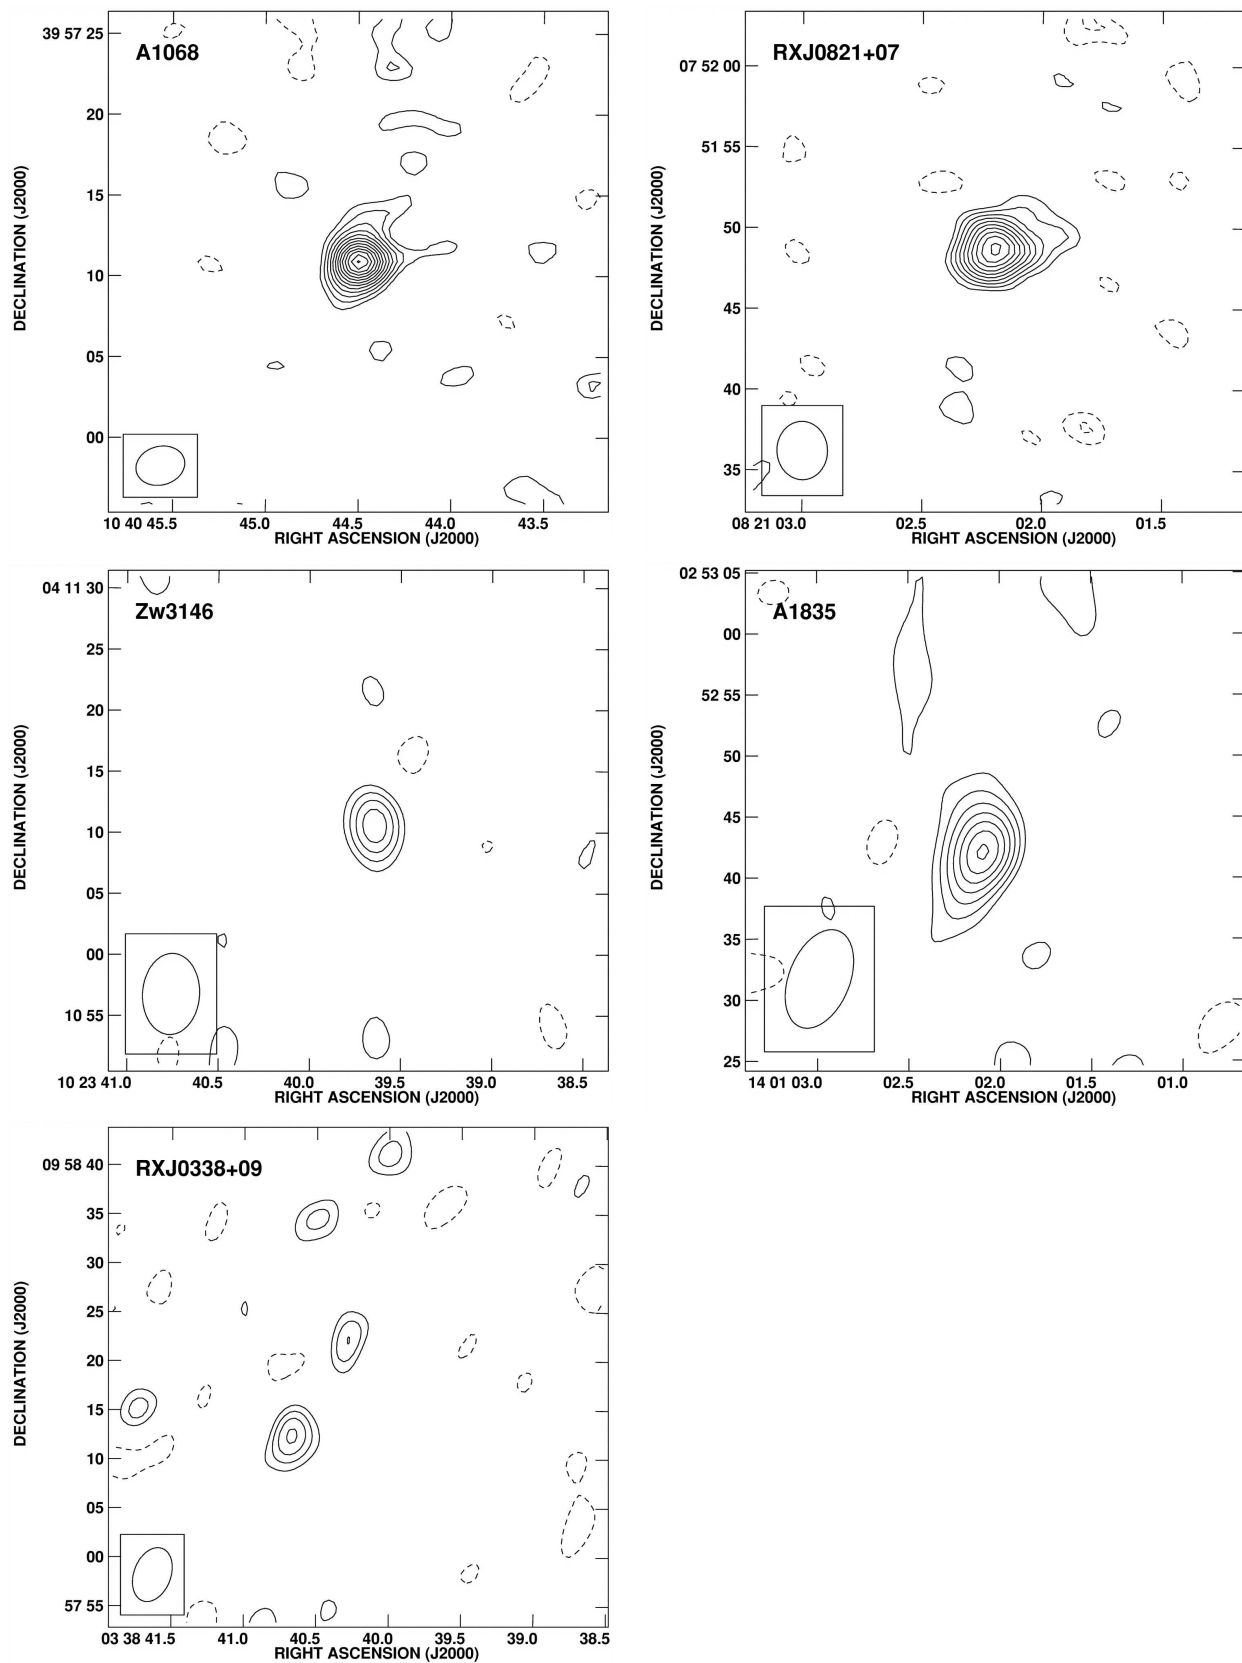 A1068
DECLINATION (J2000)
39 57 25
20
15
10
05
00
10 40 45.5 45.0 44.5 44.0 43.5
RIGHT ASCENSION (J2000)
RXJ0821+07
DECLINATION (J2000)
07 52 00
51 55
50
45
40
35
08 21 03.0 02.5 02.0 01.5
RIGHT ASCENSION (J2000)
Zw3146
DECLINATION (J2000)
04 11 30
25
20
15
10
05
00
10 55
10 23 41.0 40.5 40.0 39.5 39.0 38.5
RIGHT ASCENSION (J2000)
A1835
DECLINATION (J2000)
02 53 05
00
52 55
50
45
40
35
30
25
14 01 03.0 02.5 02.0 01.5 01.0
RIGHT ASCENSION (J2000)
RXJ0338+09
DECLINATION (J2000)
09 58 40
35
30
25
20
15
10
05
00
57 55
03 38 41.5 41.0 40.5 40.0 39.5 39.0 38.5
RIGHT ASCENSION (J2000)